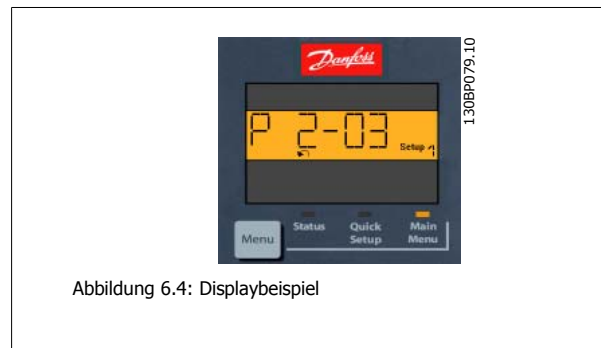 Danfoss
130BP079.10
P 2-03
Setup 1
Menu
Status
Quick Setup
Main Menu
Abbildung 6.4: Displaybeispiel